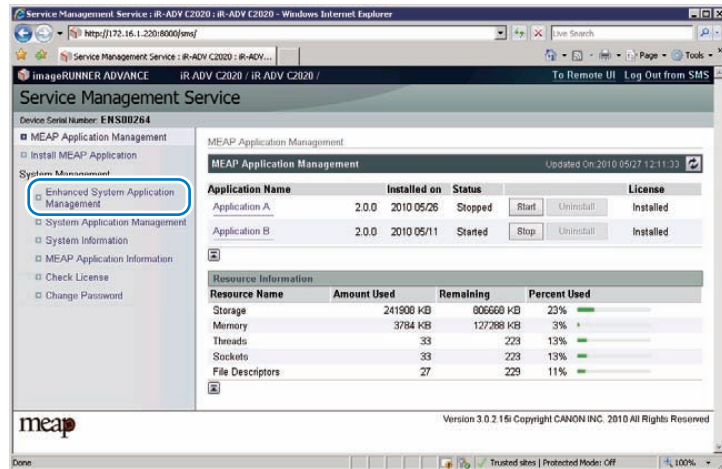 Service Management Service : iR-ADV C2020 : iR-ADV C2020 - Windows Internet Explorer
http://172.16.1.220:8000/sms/
Live Search
Service Management Service : iR-ADV C2020 : iR-ADV...
Page
Tools
imageRUNNER ADVANCE iR ADV C2020 / iR ADV C2020 /
To Remote UI Log Out from SMS
Service Management Service
Device Serial Number: ENS00264
MEAP Application Management
Install MEAP Application
System Management
Enhanced System Application
Management
System Application Management
System Information
MEAP Application Information
Check License
Change Password
MEAP Application Management
MEAP Application Management Updated On:2010 05/27 12:11:33
Application Name Installed on Status License
Application A 2.0.0 2010 05/26 Stopped Start Uninstall Installed
Application B 2.0.0 2010 05/11 Started Stop Uninstall Installed
Resource Information
Resource Name Amount Used Remaining Percent Used
Storage 241908 KB 806668 KB 23%
Memory 3784 KB 127288 KB 3%
Threads 33 223 13%
Sockets 33 223 13%
File Descriptors 27 229 11%
meap
Version 3.0.2.15i Copyright CANON INC. 2010 All Rights Reserved
Done
Trusted sites | Protected Mode: Off
100%